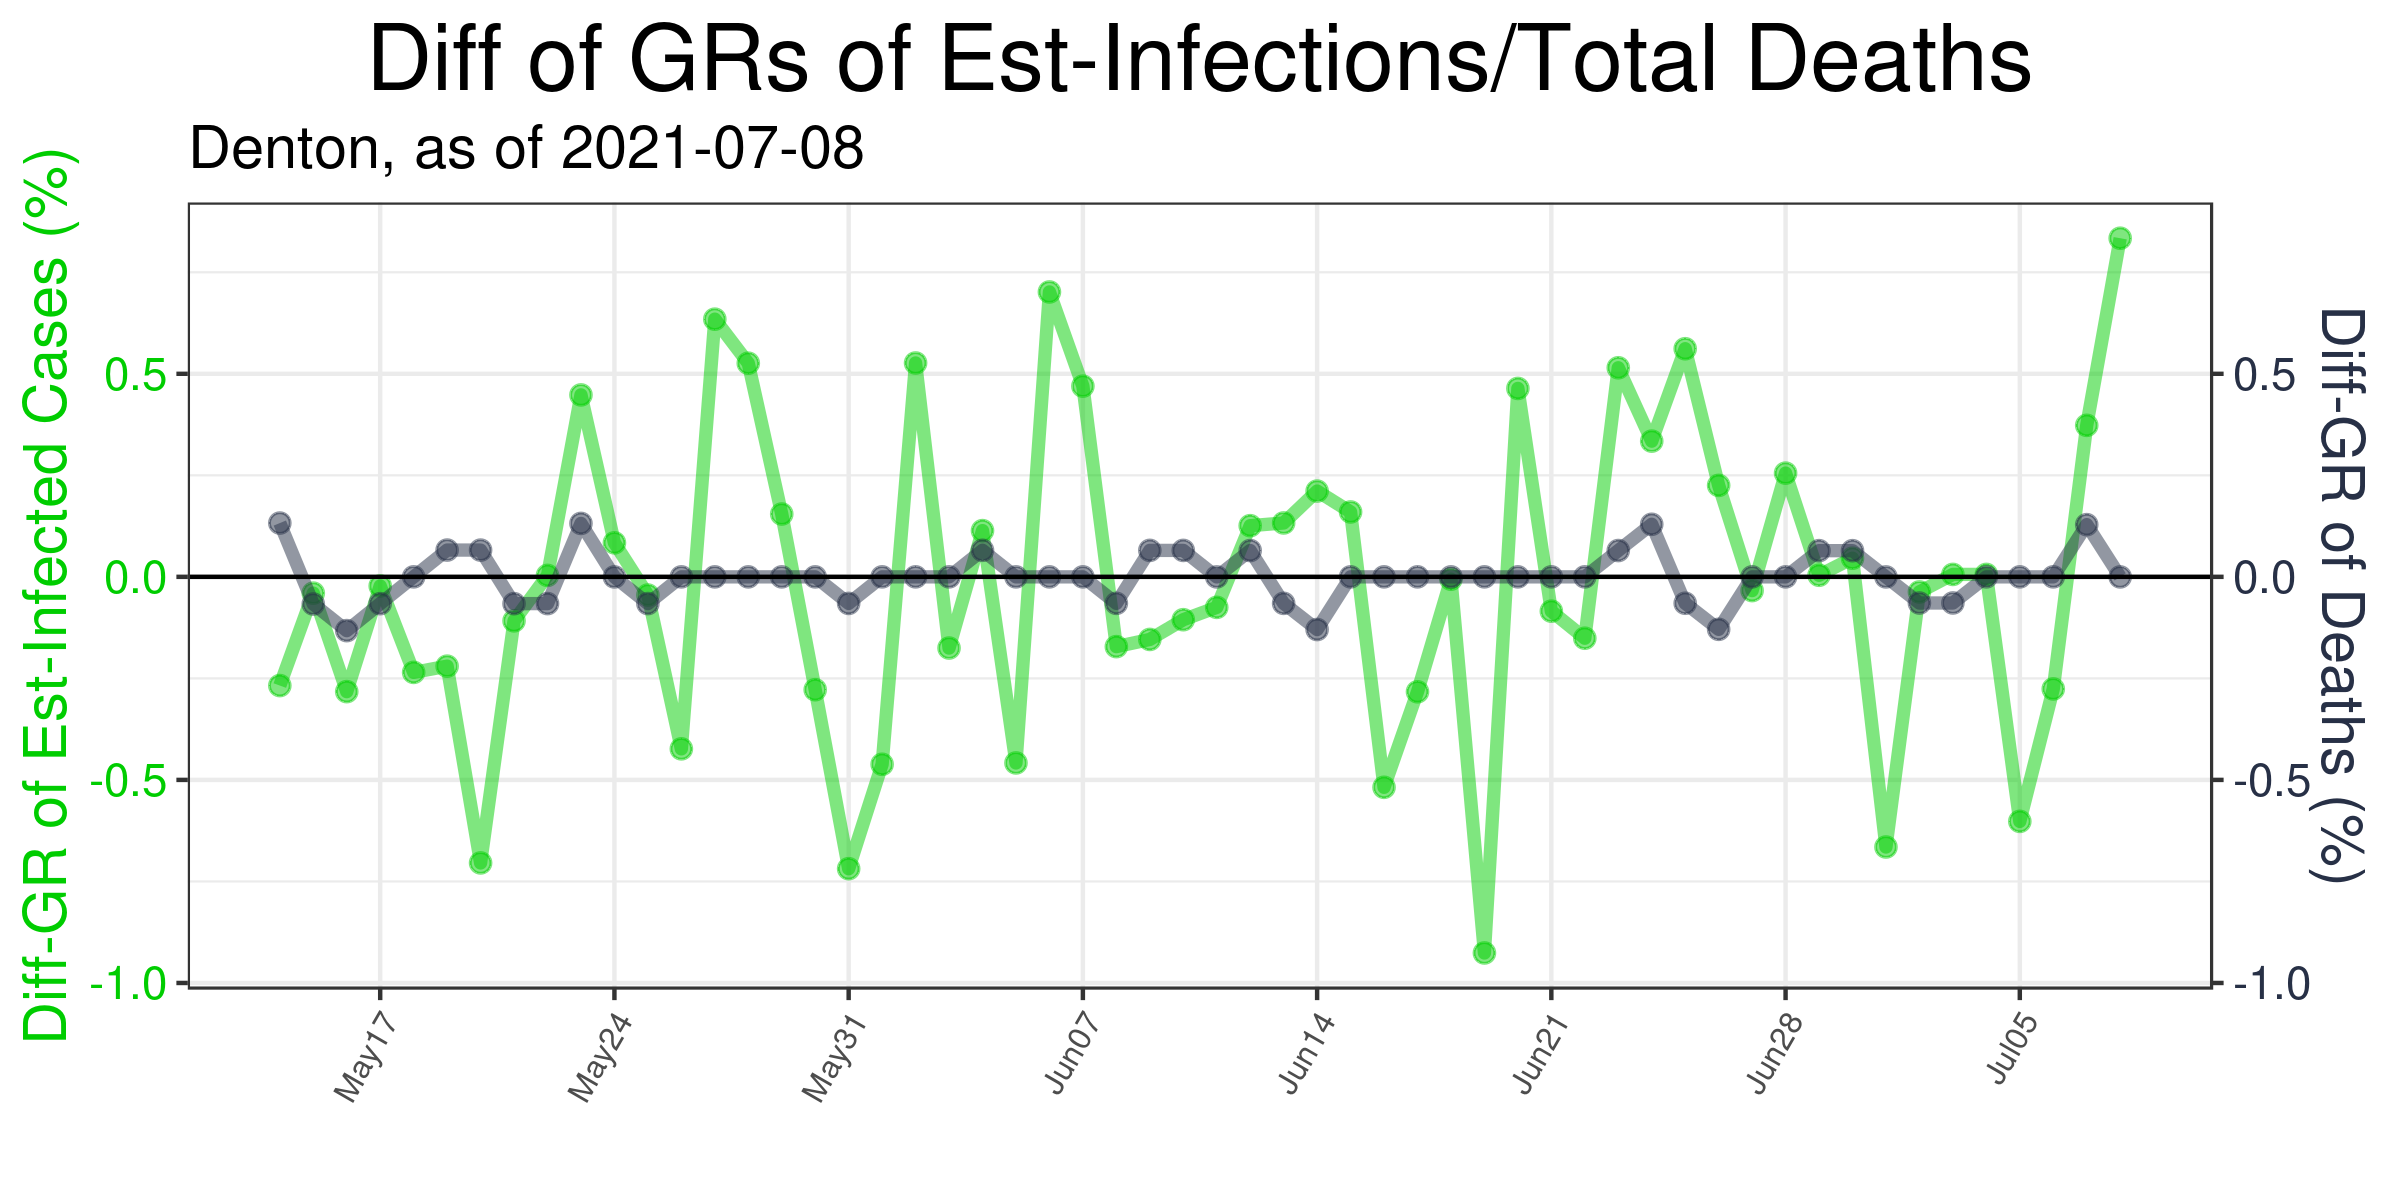 Diff of GRs of Est-Infections/Total Deaths
Denton, as of 2021-07-08
Diff-GR of Est-Infected Cases (%)
0.5
0.0
-0.5
-1.0
0.5
0.0
-0.5
-1.0
Diff-GR of Deaths (%)
May17
May24
May31
Jun07
Jun14
Jun21
Jun28
Jul05